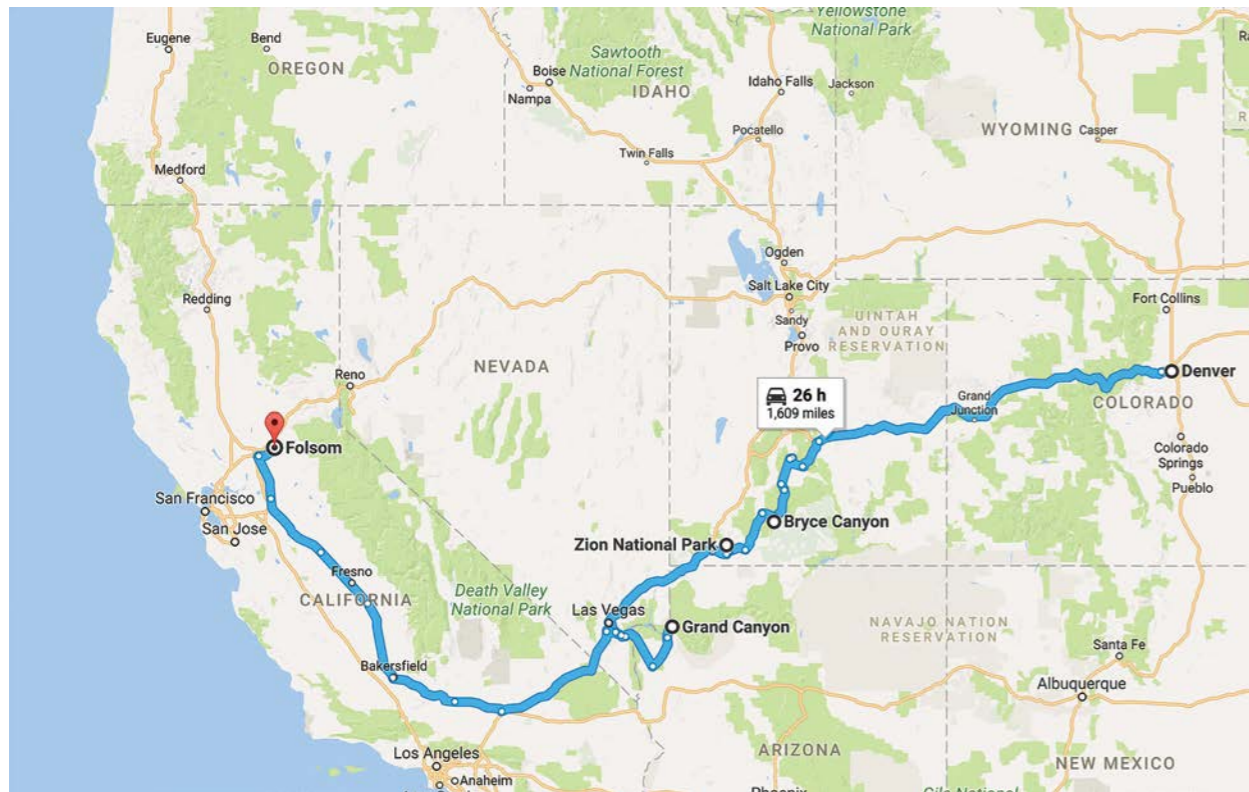 Yellowstone
National Park
Eugene
Bend
OREGON
Sawtooth
National Forest
Boise
Nampa
IDAHO
Idaho Falls
Jackson
Pocatello
Twin Falls
WYOMING
Casper
Medford
Redding
Ogden
Salt Lake City
Sandy
Provo
UINTAH
AND OURAY
RESERVATION
Fort Collins
Reno
NEVADA
26 h
1,609 miles
Grand
Junction
Denver
COLORADO
Colorado
Springs
Pueblo
Folsom
San Francisco
San Jose
Bryce Canyon
Zion National Park
Fresno
CALIFORNIA
Death Valley
National Park
Las Vegas
Grand Canyon
NAVAJO NATION
RESERVATION
Santa Fe
Albuquerque
Bakersfield
Los Angeles
Anaheim
ARIZONA
NEW MEXICO
Phoenix
Gila National